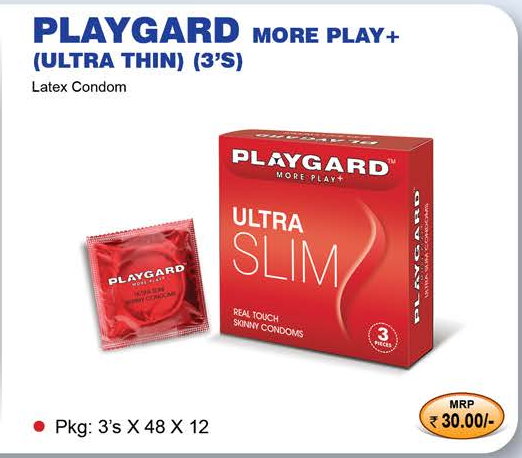 PLAYGARD MORE PLAY+
(ULTRA THIN) (3'S)
Latex Condom
PLAYGARD™
MORE PLAY+
ULTRA
SLIM
REAL TOUCH
SKINNY CONDOMS
3
PIECES
PLAYGARD
ULTRA SLIM CONDOMS
PLAYGARD
MORE PLAY+
ULTRA SLIM
SKINNY CONDOMS
Pkg: 3's X 48 X 12
MRP
₹ 30.00/-